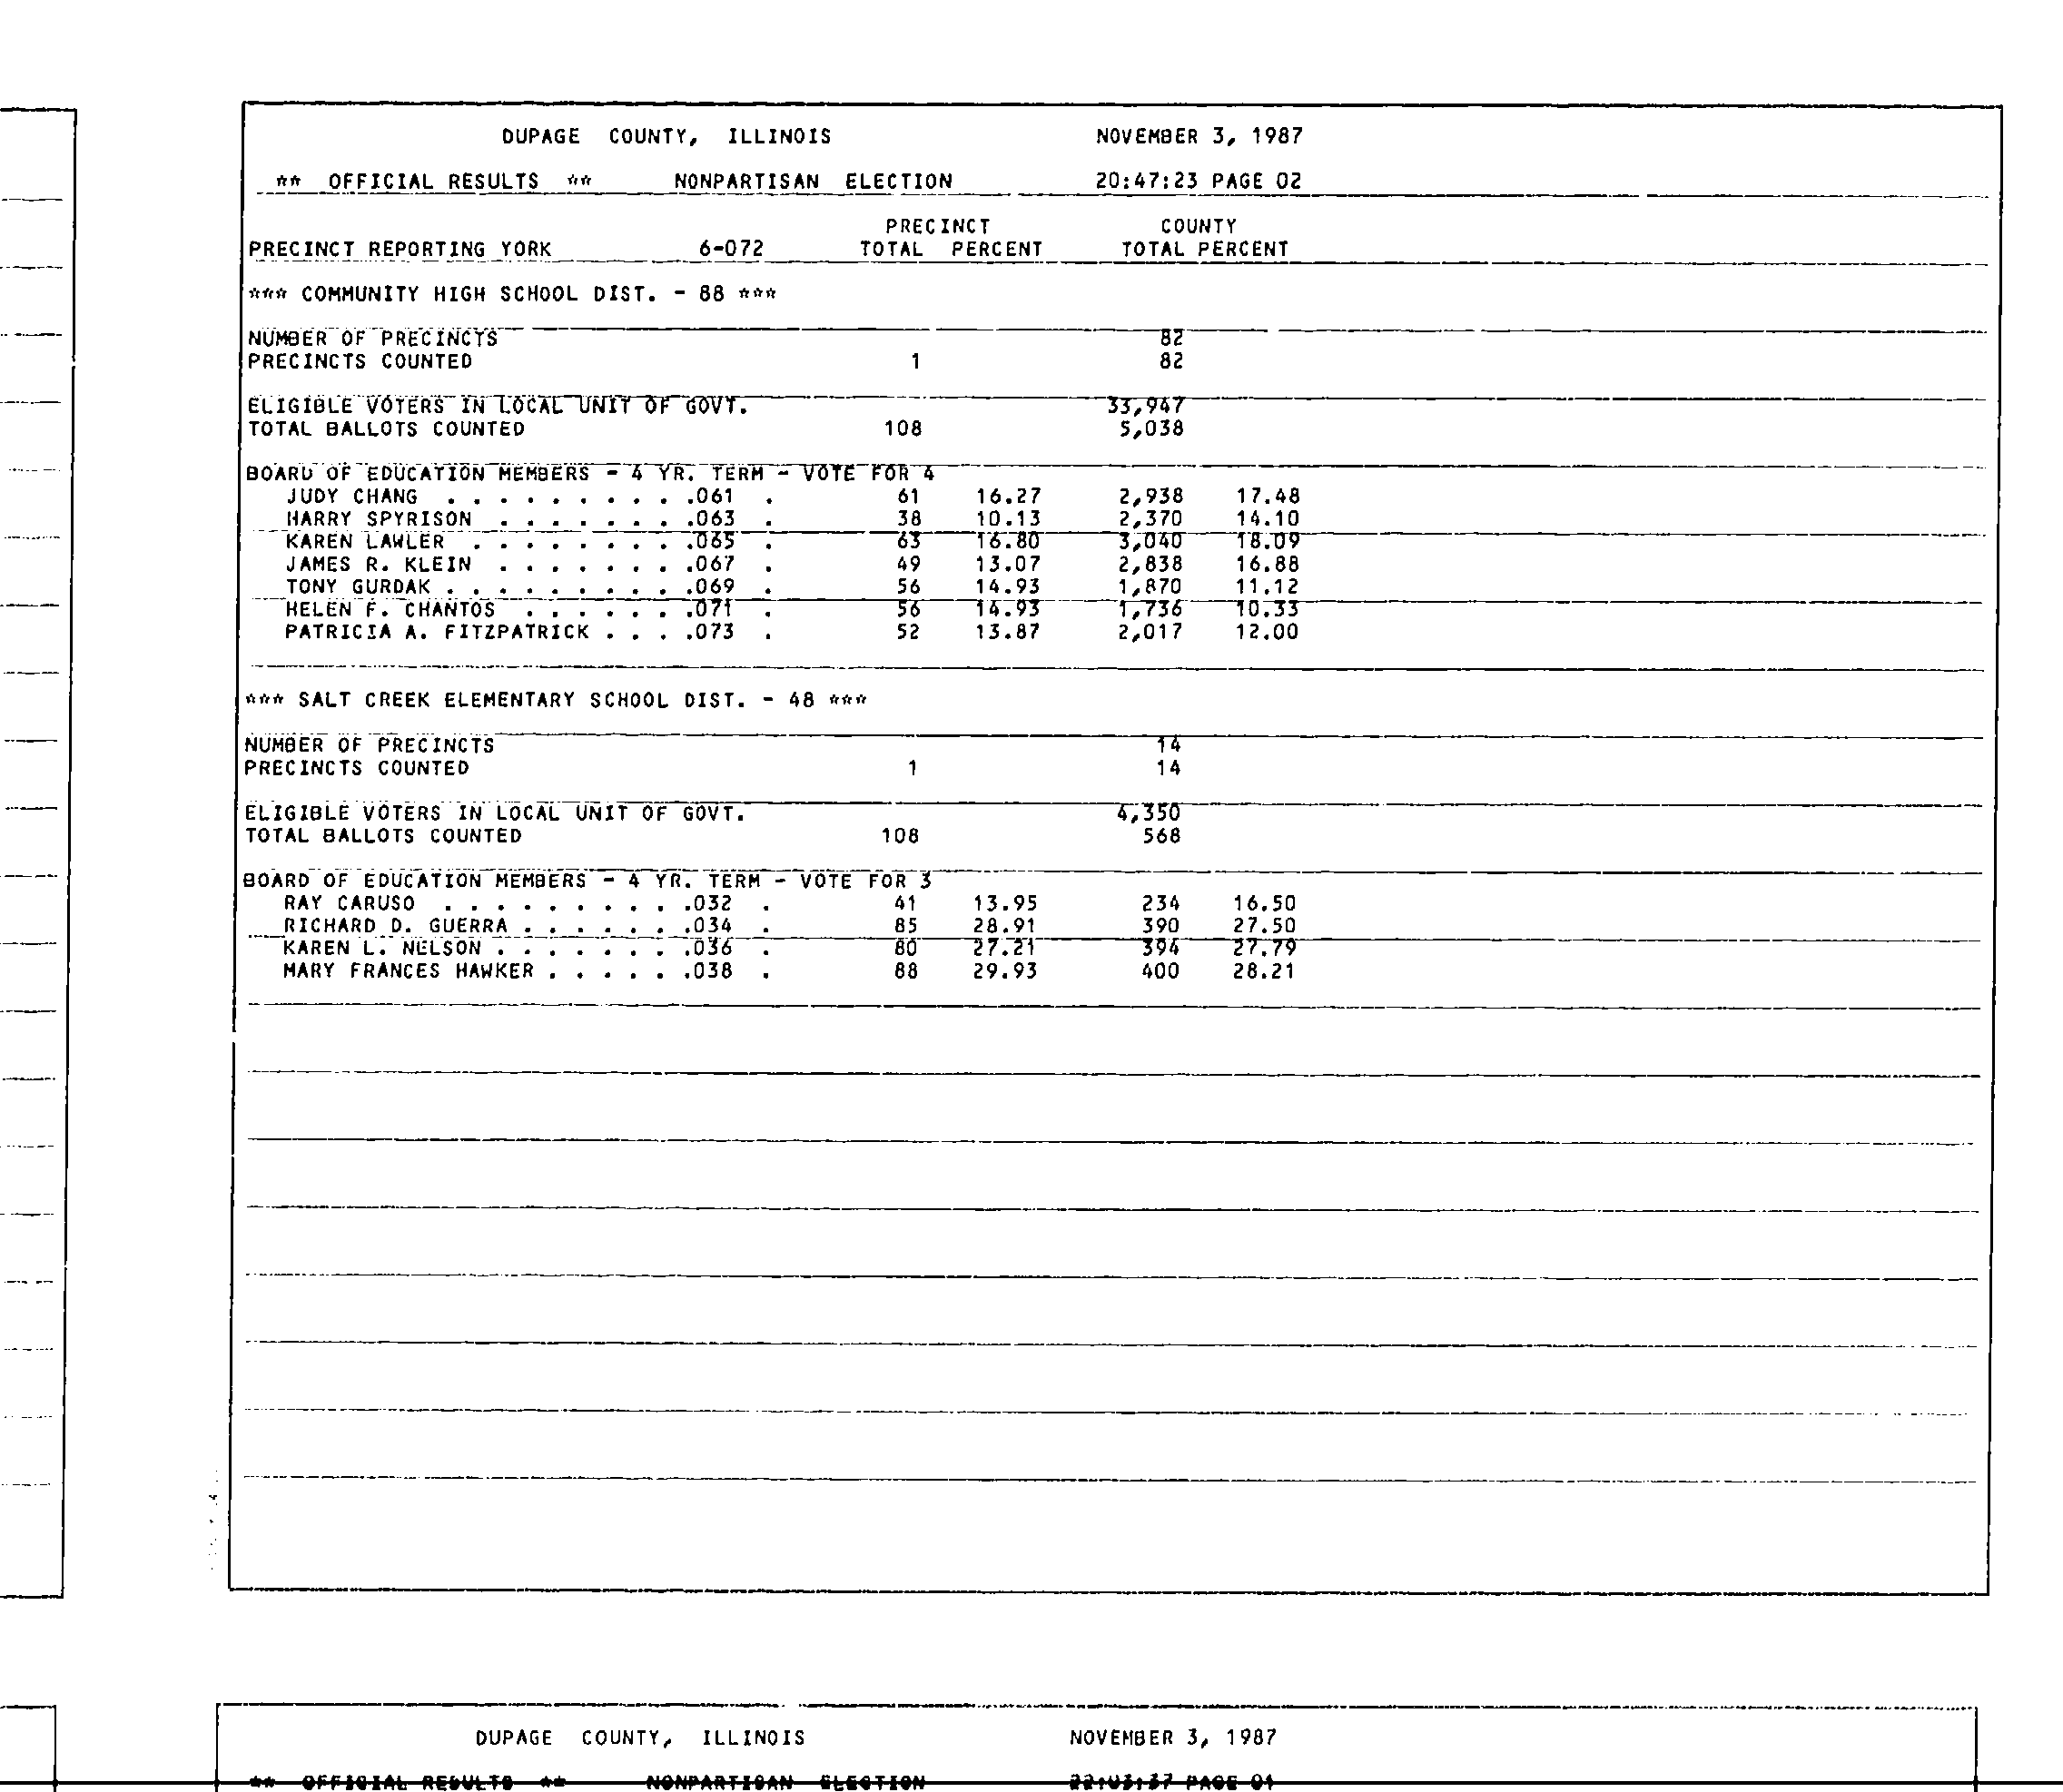 DUPAGE COUNTY, ILLINOIS NOVEMBER 3, 1987
** OFFICIAL RESULTS ** NONPARTISAN ELECTION 20:47:23 PAGE 02
PRECINCT COUNTY
PRECINCT REPORTING YORK 6-072 TOTAL PERCENT TOTAL PERCENT
*** COMMUNITY HIGH SCHOOL DIST. - 88 ***
NUMBER OF PRECINCTS 82
PRECINCTS COUNTED 1 82
ELIGIBLE VOTERS IN LOCAL UNIT OF GOVT. 33,947
TOTAL BALLOTS COUNTED 108 5,038
BOARD OF EDUCATION MEMBERS - 4 YR. TERM - VOTE FOR 4
JUDY CHANG . . . . . . . . . .061 . 61 16.27 2,938 17.48
HARRY SPYRISON . . . . . . . .063 . 38 10.13 2,370 14.10
KAREN LAWLER . . . . . . . . .065 . 63 16.80 3,040 18.09
JAMES R. KLEIN . . . . . . . .067 . 49 13.07 2,838 16.88
TONY GURDAK . . . . . . . . . .069 . 56 14.93 1,870 11.12
HELEN F. CHANTOS . . . . . . .071 . 56 14.93 1,736 10.33
PATRICIA A. FITZPATRICK . . . .073 . 52 13.87 2,017 12.00
*** SALT CREEK ELEMENTARY SCHOOL DIST. - 48 ***
NUMBER OF PRECINCTS 14
PRECINCTS COUNTED 1 14
ELIGIBLE VOTERS IN LOCAL UNIT OF GOVT. 4,350
TOTAL BALLOTS COUNTED 108 568
BOARD OF EDUCATION MEMBERS - 4 YR. TERM - VOTE FOR 3
RAY CARUSO . . . . . . . . . .032 . 41 13.95 234 16.50
RICHARD D. GUERRA . . . . . . .034 . 85 28.91 390 27.50
KAREN L. NELSON . . . . . . . .036 . 80 27.21 394 27.79
MARY FRANCES HAWKER . . . . . .038 . 88 29.93 400 28.21
DUPAGE COUNTY, ILLINOIS NOVEMBER 3, 1987
** OFFICIAL RESULTS ** NONPARTISAN ELECTION 22:03:37 PAGE 01